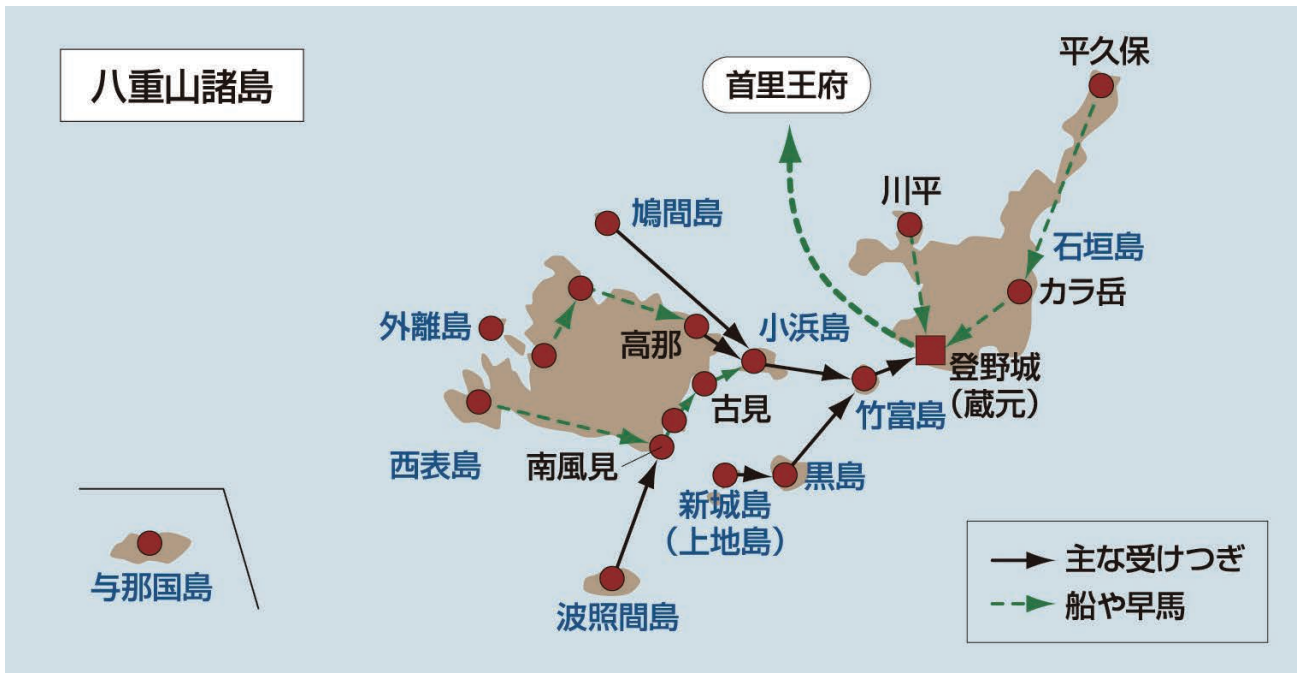 八重山諸島
首里王府
平久保
川平
鳩間島
石垣島
カラ岳
外離島
高那
小浜島
登野城
（蔵元）
古見
竹富島
西表島
南風見
新城島
（上地島）
黒島
与那国島
波照間島
主な受けつぎ
船や早馬